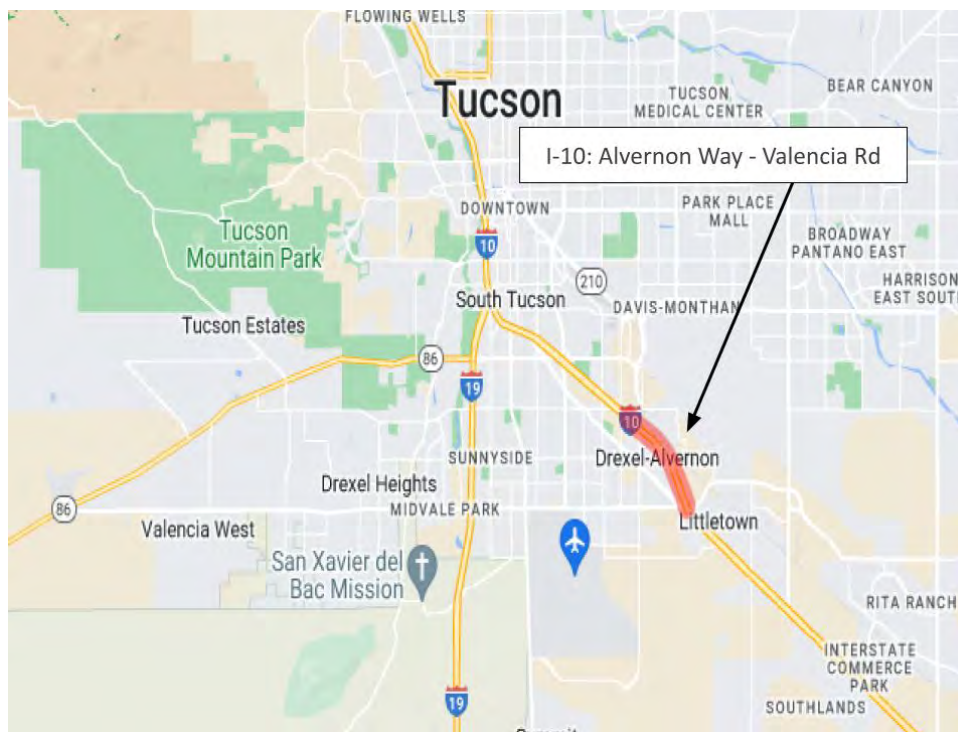 FLOWING WELLS
BEAR CANYON
Tucson
TUCSON
MEDICAL CENTER
I-10: Alvernon Way - Valencia Rd
DOWNTOWN
PARK PLACE
MALL
Tucson
Mountain Park
10
BROADWAY
PANTANO EAST
210
HARRISON
EAST SOUTH
South Tucson
DAVIS-MONTHAN
Tucson Estates
86
19
10
SUNNYSIDE
Drexel-Alvernon
Drexel Heights
86
MIDVALE PARK
Valencia West
Littletown
San Xavier del
Bac Mission
RITA RANCH
INTERSTATE
COMMERCE
PARK
19
SOUTHLANDS